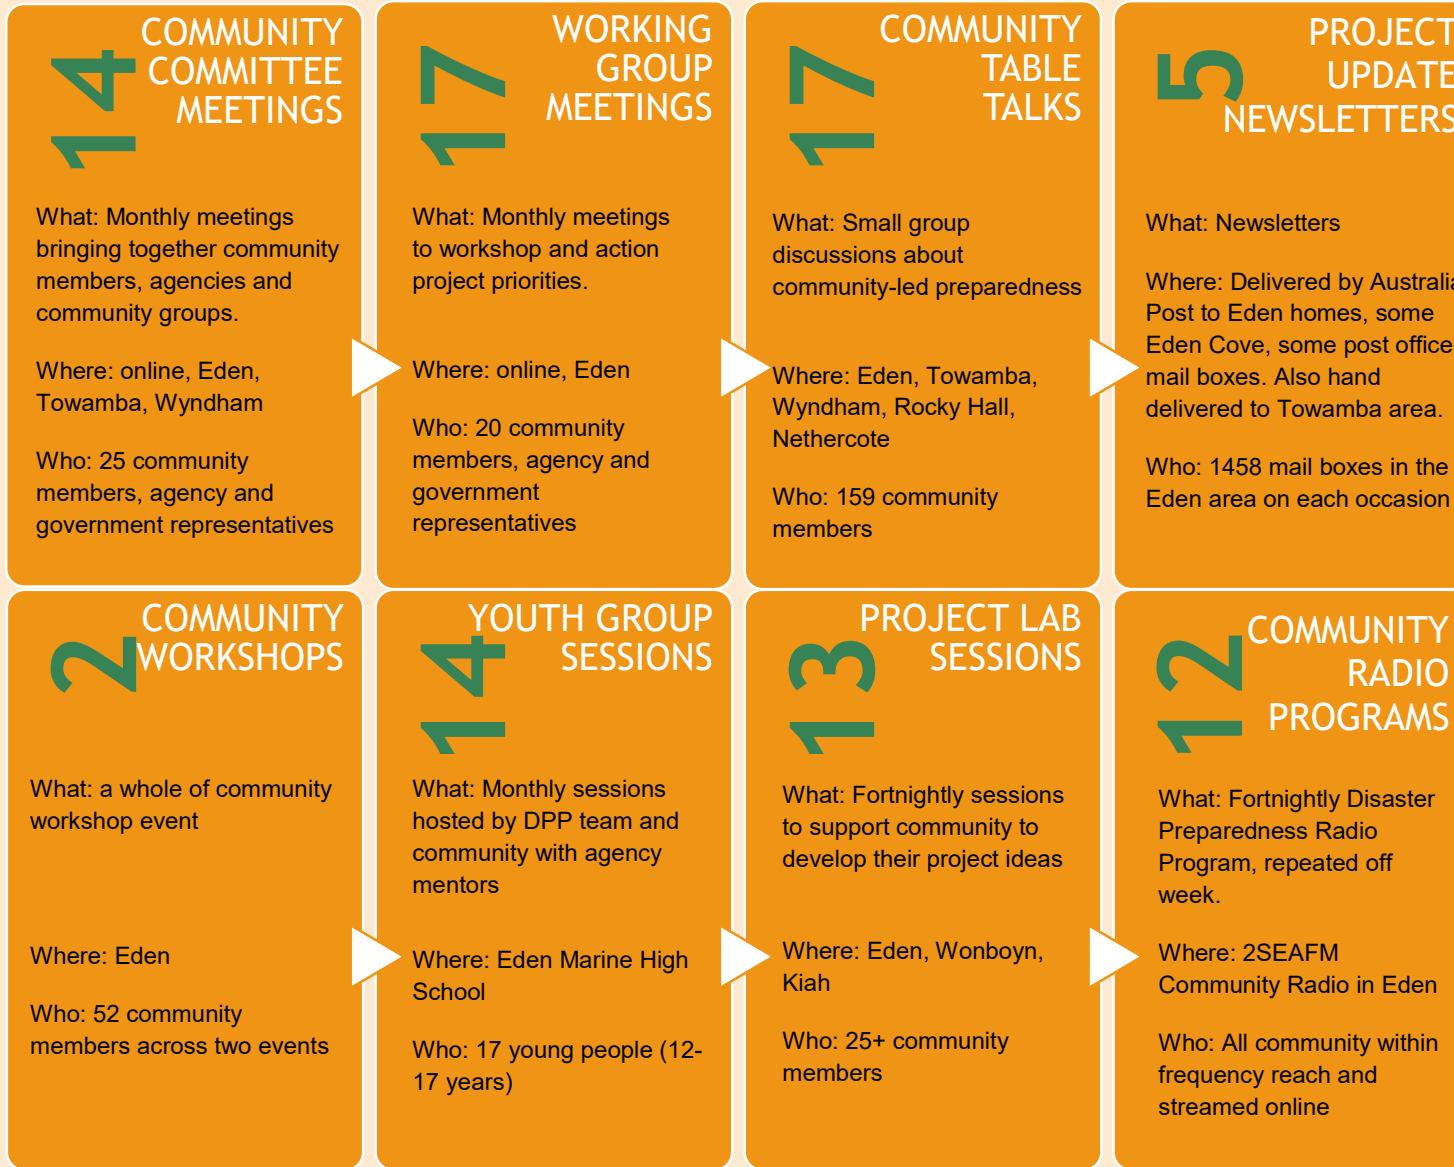 14
COMMUNITY
COMMITTEE
MEETINGS
What: Monthly meetings
bringing together community
members, agencies and
community groups.
Where: online, Eden,
Towamba, Wyndham
Who: 25 community
members, agency and
government representatives
17
WORKING
GROUP
MEETINGS
What: Monthly meetings
to workshop and action
project priorities.
Where: online, Eden
Who: 20 community
members, agency and
government
representatives
17
COMMUNITY
TABLE
TALKS
What: Small group
discussions about
community-led preparedness
Where: Eden, Towamba,
Wyndham, Rocky Hall,
Nethercote
Who: 159 community
members
5
PROJECT
UPDATE
NEWSLETTERS
What: Newsletters
Where: Delivered by Australia
Post to Eden homes, some
Eden Cove, some post office
mail boxes. Also hand
delivered to Towamba area.
Who: 1458 mail boxes in the
Eden area on each occasion
2
COMMUNITY
WORKSHOPS
What: a whole of community
workshop event
Where: Eden
Who: 52 community
members across two events
14
YOUTH GROUP
SESSIONS
What: Monthly sessions
hosted by DPP team and
community with agency
mentors
Where: Eden Marine High
School
Who: 17 young people (12-
17 years)
13
PROJECT LAB
SESSIONS
What: Fortnightly sessions
to support community to
develop their project ideas
Where: Eden, Wonboyn,
Kiah
Who: 25+ community
members
12
COMMUNITY
RADIO
PROGRAMS
What: Fortnightly Disaster
Preparedness Radio
Program, repeated off
week.
Where: 2SEAFM
Community Radio in Eden
Who: All community within
frequency reach and
streamed online